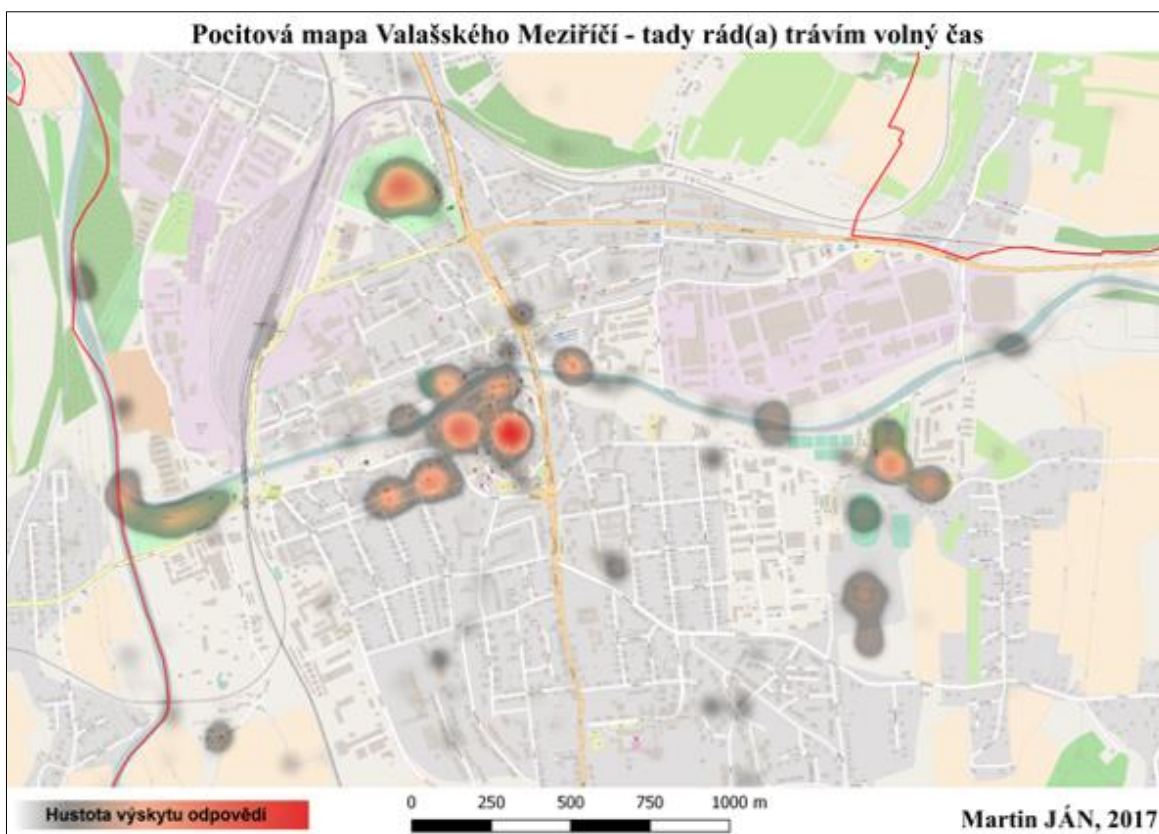 Pocitová mapa Valašského Meziříčí - tady rád(a) trávím volný čas
Hustota výskytu odpovědí
0 250 500 750 1000 m
Martin JÁN, 2017